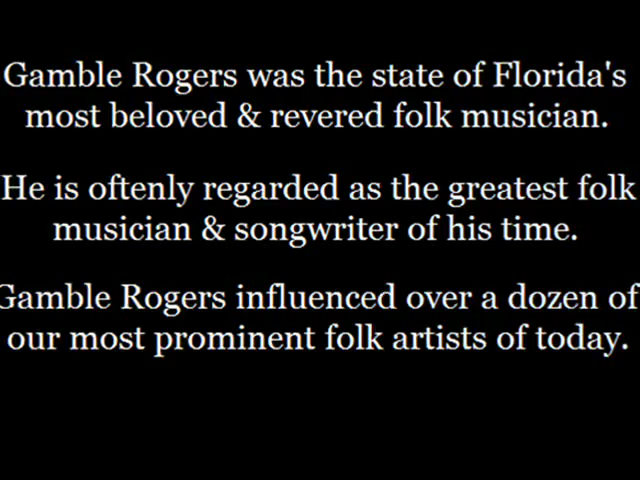 Gamble Rogers was the state of Florida's
most beloved & revered folk musician.
He is oftenly regarded as the greatest folk
musician & songwriter of his time.
Gamble Rogers influenced over a dozen of
our most prominent folk artists of today.